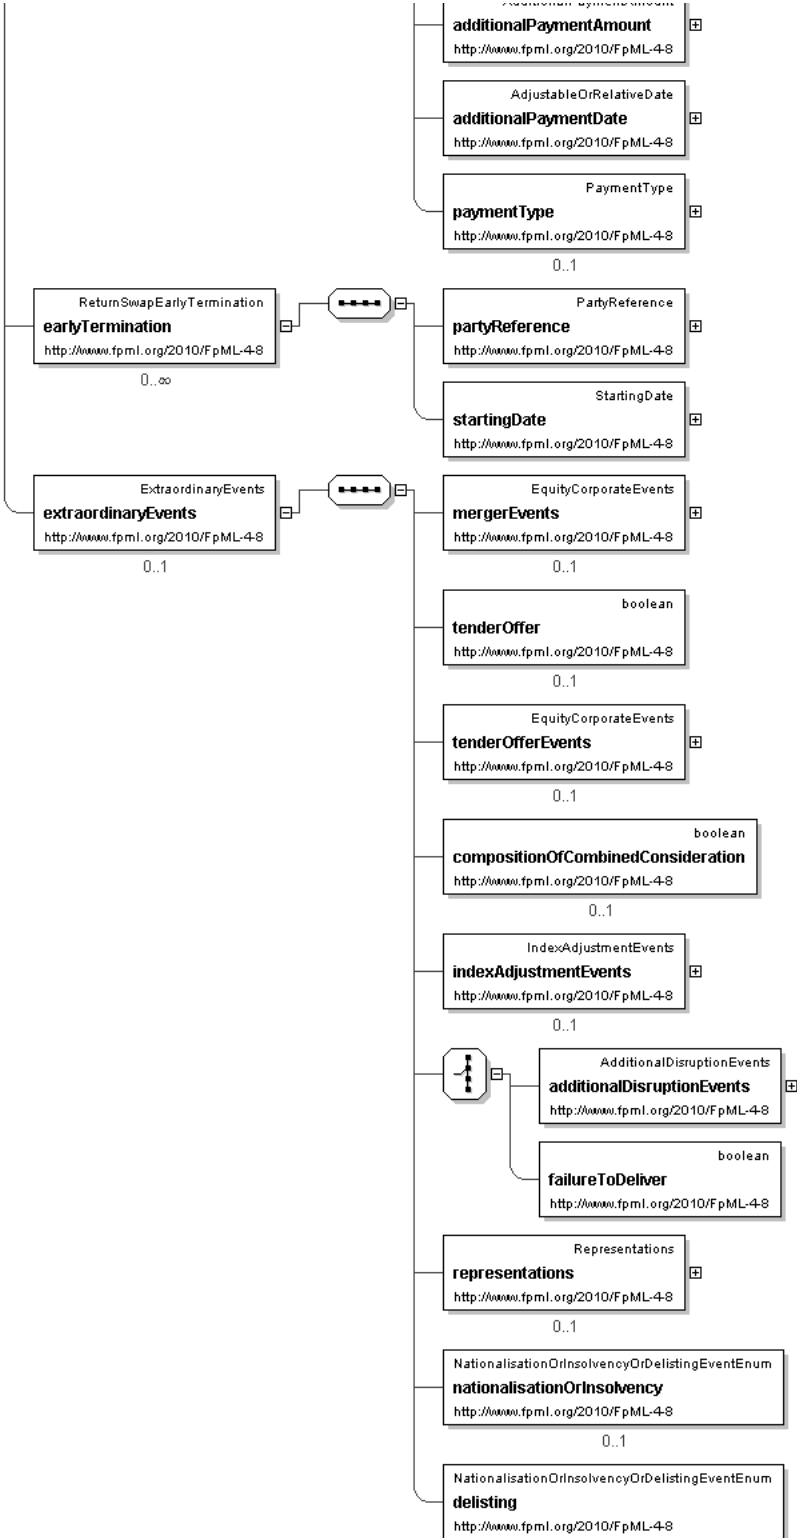 additionalPaymentAmount
http://www.fpml.org/2010/FpML-4-8
AdjustableOrRelativeDate
additionalPaymentDate
http://www.fpml.org/2010/FpML-4-8
PaymentType
paymentType
http://www.fpml.org/2010/FpML-4-8
0..1
ReturnSwapEarlyTermination
earlyTermination
http://www.fpml.org/2010/FpML-4-8
0..∞
PartyReference
partyReference
http://www.fpml.org/2010/FpML-4-8
StartingDate
startingDate
http://www.fpml.org/2010/FpML-4-8
ExtraordinaryEvents
extraordinaryEvents
http://www.fpml.org/2010/FpML-4-8
0..1
EquityCorporateEvents
mergerEvents
http://www.fpml.org/2010/FpML-4-8
0..1
boolean
tenderOffer
http://www.fpml.org/2010/FpML-4-8
0..1
EquityCorporateEvents
tenderOfferEvents
http://www.fpml.org/2010/FpML-4-8
0..1
boolean
compositionOfCombinedConsideration
http://www.fpml.org/2010/FpML-4-8
0..1
IndexAdjustmentEvents
indexAdjustmentEvents
http://www.fpml.org/2010/FpML-4-8
0..1
AdditionalDisruptionEvents
additionalDisruptionEvents
http://www.fpml.org/2010/FpML-4-8
boolean
failureToDeliver
http://www.fpml.org/2010/FpML-4-8
Representations
representations
http://www.fpml.org/2010/FpML-4-8
0..1
NationalisationOrInsolvencyOrDelistingEventEnum
nationalisationOrInsolvency
http://www.fpml.org/2010/FpML-4-8
0..1
NationalisationOrInsolvencyOrDelistingEventEnum
delisting
http://www.fpml.org/2010/FpML-4-8